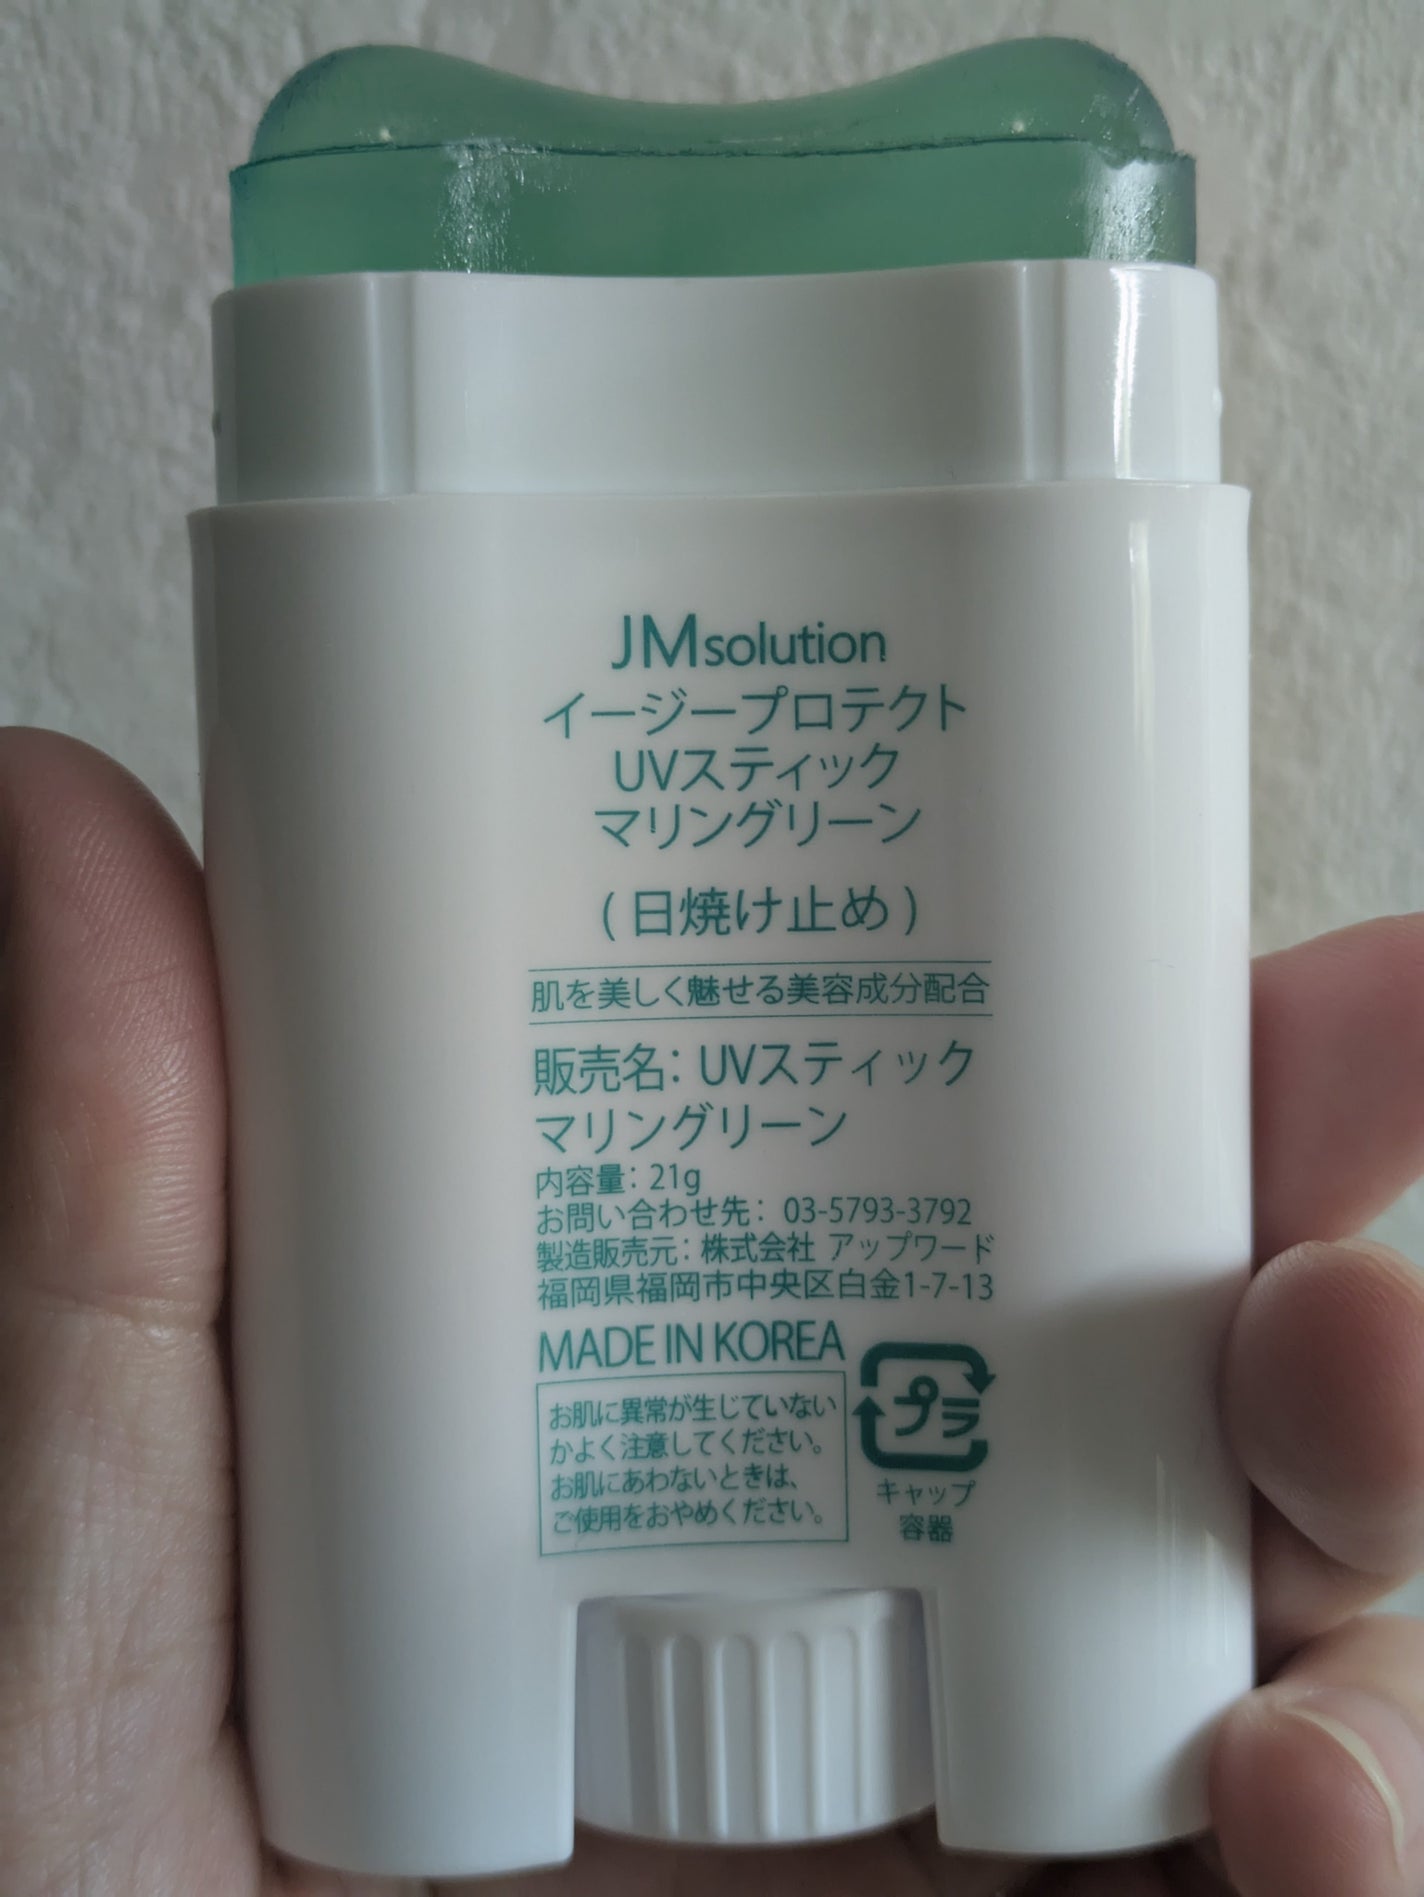 JMsolution
イージープロテクト
UVスティック
マリングリーン
(日焼け止め)
肌を美しく魅せる美容成分配合
販売名：UVスティック
マリングリーン
内容量：21g
お問い合わせ先：03-5793-3792
製造販売元：株式会社 アップワード
福岡県福岡市中央区白金1-7-13
MADE IN KOREA
お肌に異常が生じていない
かよく注意してください。
お肌にあわないときは、
ご使用をおやめください。
プラ
キャップ
容器